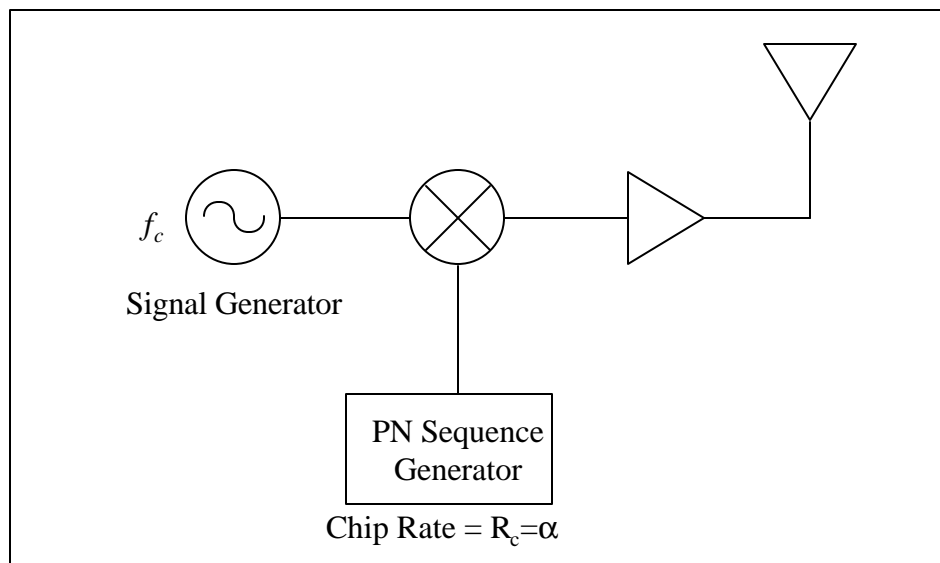 f_c
Signal Generator
PN Sequence
Generator
Chip Rate = R_c=α